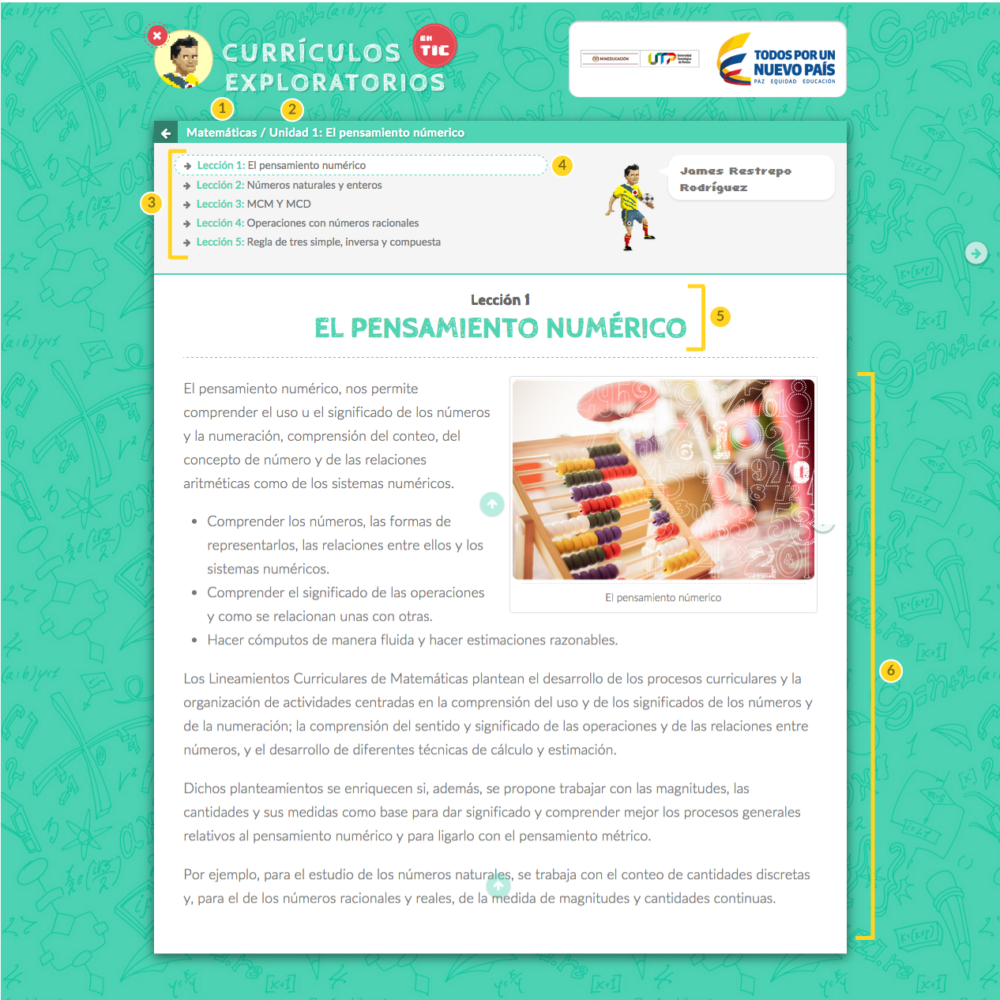 CURRÍCULOS
EN TIC
EXPLORATORIOS
MINEDUCACIÓN
UTP
Universidad
Tecnológica
de Pereira
TODOS POR UN
NUEVO PAÍS
PAZ EQUIDAD EDUCACIÓN
1
2
Matemáticas / Unidad 1: El pensamiento númerico
3
Lección 1: El pensamiento numérico
4
Lección 2: Números naturales y enteros
Lección 3: MCM Y MCD
Lección 4: Operaciones con números racionales
Lección 5: Regla de tres simple, inversa y compuesta
James Restrepo
Rodríguez
Lección 1
EL PENSAMIENTO NUMÉRICO
5
El pensamiento numérico, nos permite
comprender el uso u el significado de los números
y la numeración, comprensión del conteo, del
concepto de número y de las relaciones
aritméticas como de los sistemas numéricos.
• Comprender los números, las formas de
representarlos, las relaciones entre ellos y los
sistemas numéricos.
• Comprender el significado de las operaciones
y como se relacionan unas con otras.
• Hacer cómputos de manera fluida y hacer estimaciones razonables.
El pensamiento númerico
6
Los Lineamientos Curriculares de Matemáticas plantean el desarrollo de los procesos curriculares y la
organización de actividades centradas en la comprensión del uso y de los significados de los números y
de la numeración; la comprensión del sentido y significado de las operaciones y de las relaciones entre
números, y el desarrollo de diferentes técnicas de cálculo y estimación.
Dichos planteamientos se enriquecen si, además, se propone trabajar con las magnitudes, las
cantidades y sus medidas como base para dar significado y comprender mejor los procesos generales
relativos al pensamiento numérico y para ligarlo con el pensamiento métrico.
Por ejemplo, para el estudio de los números naturales, se trabaja con el conteo de cantidades discretas
y, para el de los números racionales y reales, de la medida de magnitudes y cantidades continuas.